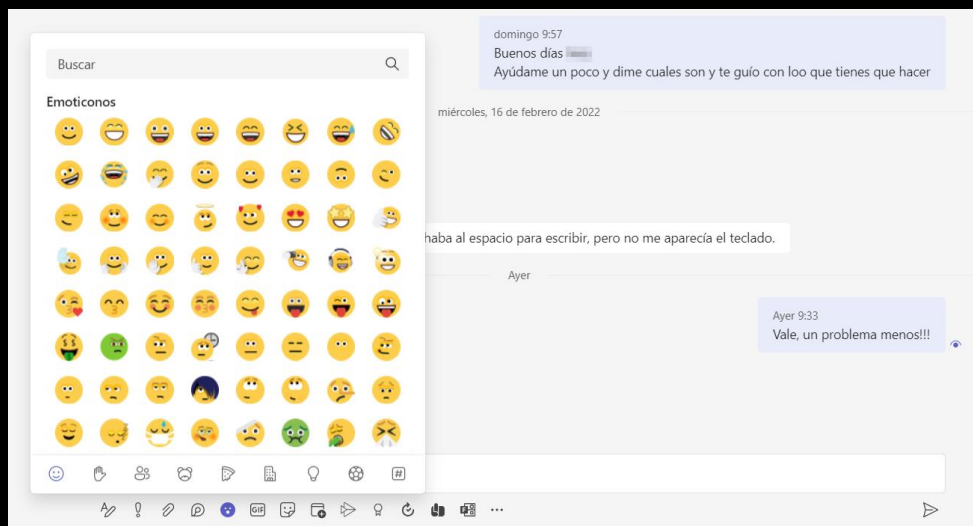 domingo 9:57
Buenos días
Ayúdame un poco y dime cuales son y te guío con loo que tienes que hacer
miércoles, 16 de febrero de 2022
haba al espacio para escribir, pero no me aparecía el teclado.
Ayer
Ayer 9:33
Vale, un problema menos!!!
Buscar
Emoticonos
GIF